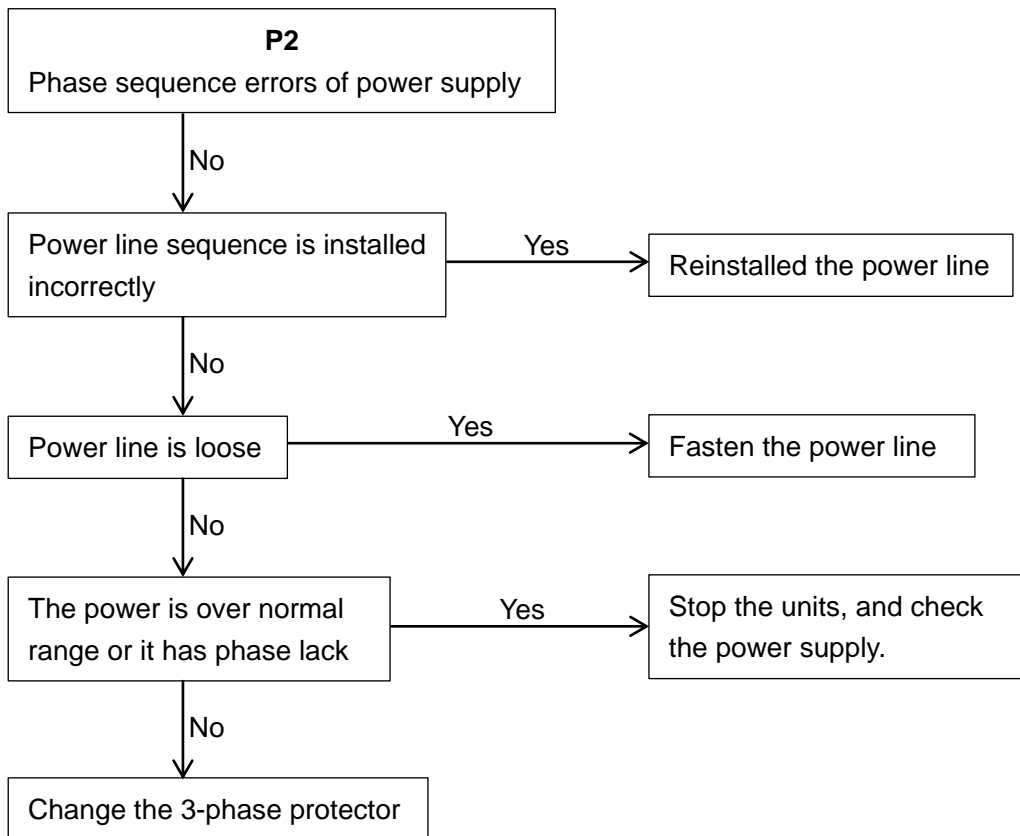 P2
Phase sequence errors of power supply
No
Power line sequence is installed
incorrectly
Yes
Reinstalled the power line
No
Power line is loose
Yes
Fasten the power line
No
The power is over normal
range or it has phase lack
Yes
Stop the units, and check
the power supply.
No
Change the 3-phase protector